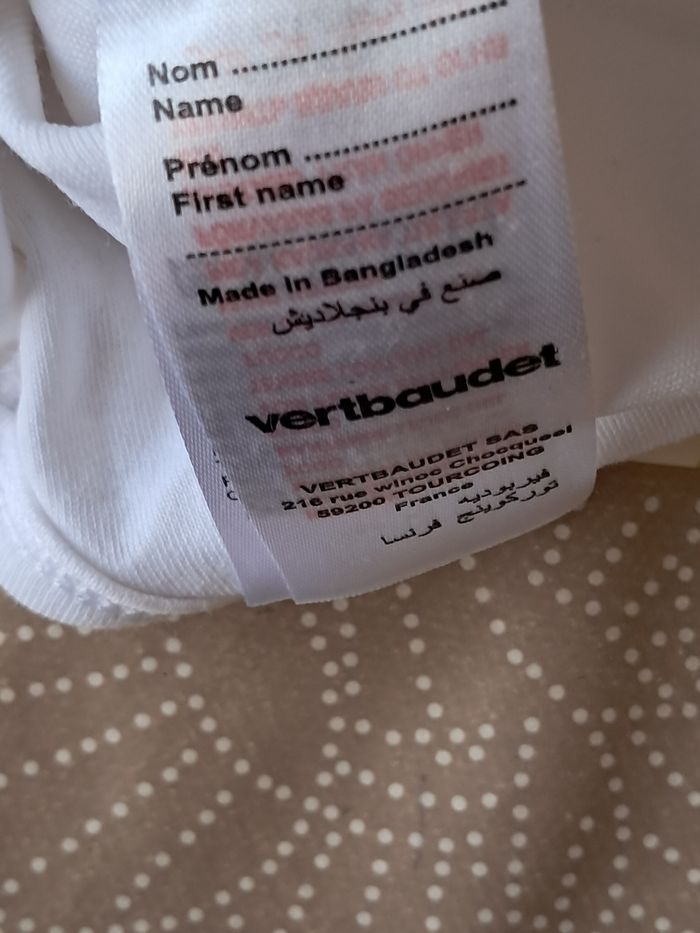 Nom ........................
Name
Prénom ........................
First name
........................
Made in Bangladesh
صنع في بنجلاديش
vertbaudet
VERTBAUDET SAS
216 rue Winoc Chocqueel
59200 TOURCOING
France
فيربوديه
توركوينج فرنسا